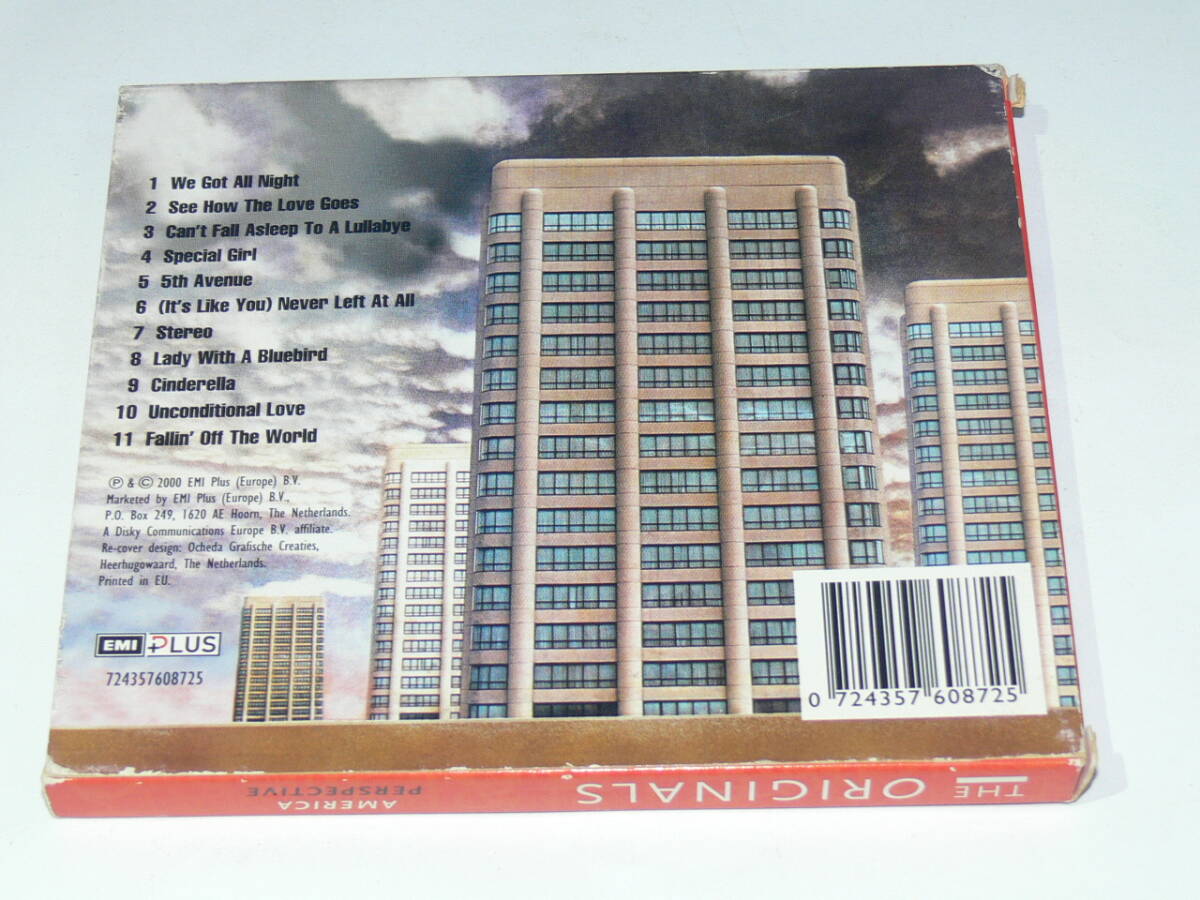 1 We Got All Night
2 See How The Love Goes
3 Can't Fall Asleep To A Lullabye
4 Special Girl
5 5th Avenue
6 (It's Like You) Never Left At All
7 Stereo
8 Lady With A Bluebird
9 Cinderella
10 Unconditional Love
11 Fallin' Off The World
℗ & © 2000 EMI Plus (Europe) B.V.
Marketed by EMI Plus (Europe) B.V.,
P.O. Box 249, 1620 AE Hoorn, The Netherlands.
A Disky Communications Europe B.V. affiliate.
Re-cover design: Ocheda Grafische Creaties,
Heerhugowaard, The Netherlands.
Printed in EU.
EMI PLUS
724357608725
0 724357 608725
THE ORIGINALS
AMERICA
PERSPECTIVE